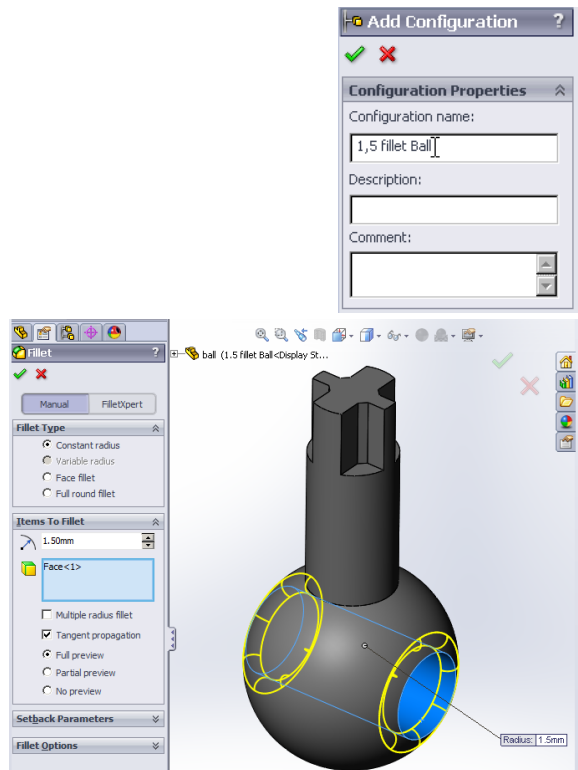 Add Configuration ?
Configuration Properties
Configuration name:
1,5 fillet Ball
Description:
Comment:
Fillet ?
Manual FilletXpert
Fillet Type
Constant radius
Variable radius
Face fillet
Full round fillet
Items To Fillet
1.50mm
Face<1>
Multiple radius fillet
Tangent propagation
Full preview
Partial preview
No preview
Setback Parameters
Fillet Options
ball (1.5 fillet Ball<Display St...
Radius: 1.5mm